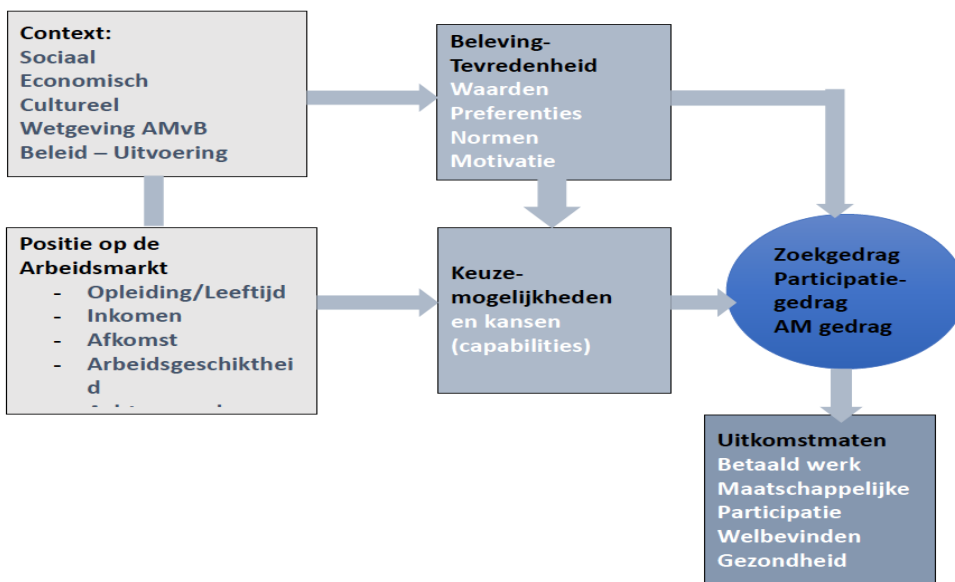 Context:
Sociaal
Economisch
Cultureel
Wetgeving AMvB
Beleid – Uitvoering
Beleving-
Tevredenheid
Waarden
Preferenties
Normen
Motivatie
Positie op de
Arbeidsmarkt
- Opleiding/Leeftijd
- Inkomen
- Afkomst
- Arbeidsgeschikthei
d
Keuze-
mogelijkheden
en kansen
(capabilities)
Zoekgedrag
Participatie-
gedrag
AM gedrag
Uitkomstmaten
Betaald werk
Maatschappelijke
Participatie
Welbevinden
Gezondheid